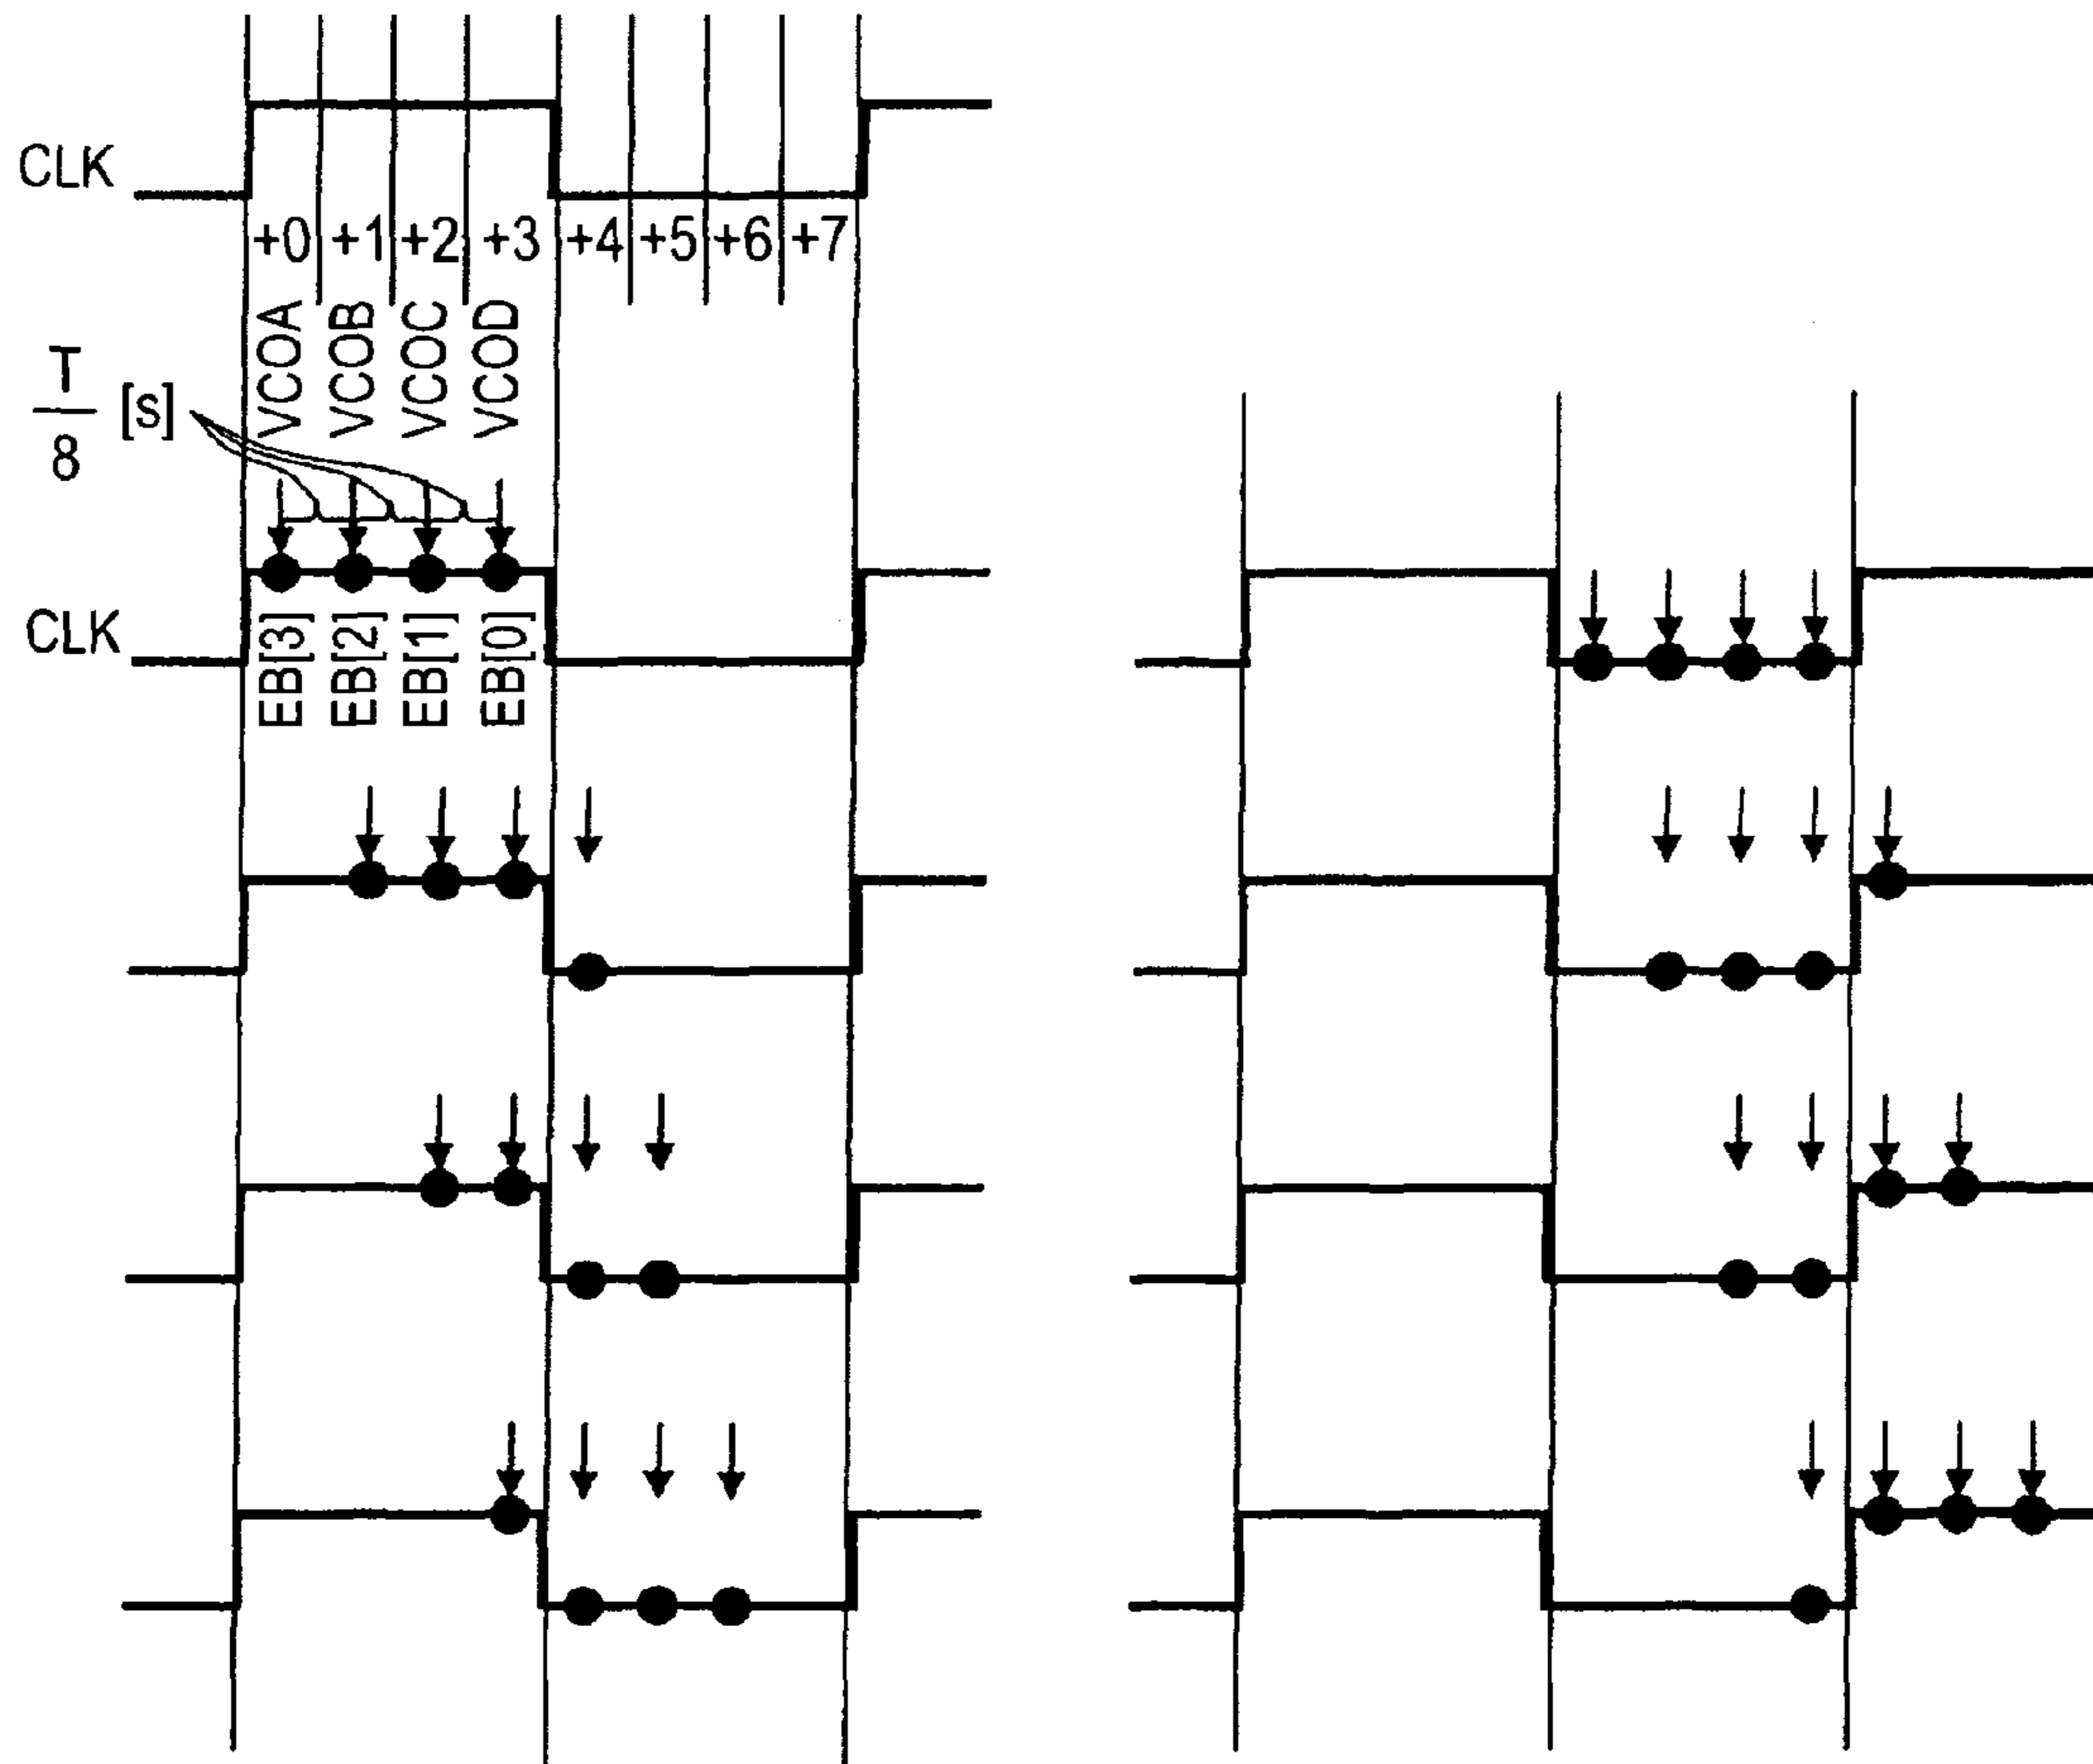 CLK
+0 +1 +2 +3 +4 +5 +6 +7
VCOA
VCOB
VCOC
VCOD
T
8
[s]
CLK
EB[3]
EB[2]
EB[1]
EB[0]